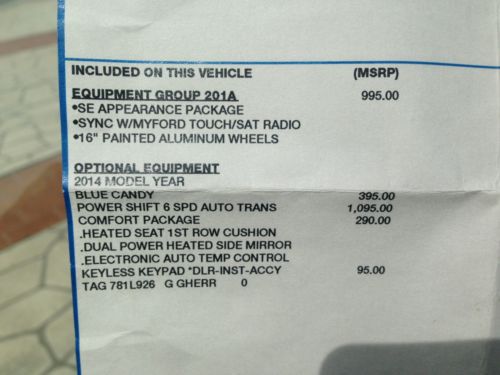 INCLUDED ON THIS VEHICLE (MSRP)
EQUIPMENT GROUP 201A 995.00
•SE APPEARANCE PACKAGE
•SYNC W/MYFORD TOUCH/SAT RADIO
•16" PAINTED ALUMINUM WHEELS
OPTIONAL EQUIPMENT
2014 MODEL YEAR
BLUE CANDY 395.00
POWER SHIFT 6 SPD AUTO TRANS 1,095.00
COMFORT PACKAGE 290.00
.HEATED SEAT 1ST ROW CUSHION
.DUAL POWER HEATED SIDE MIRROR
.ELECTRONIC AUTO TEMP CONTROL
KEYLESS KEYPAD *DLR-INST-ACCY 95.00
TAG 781L926 G GHERR 0